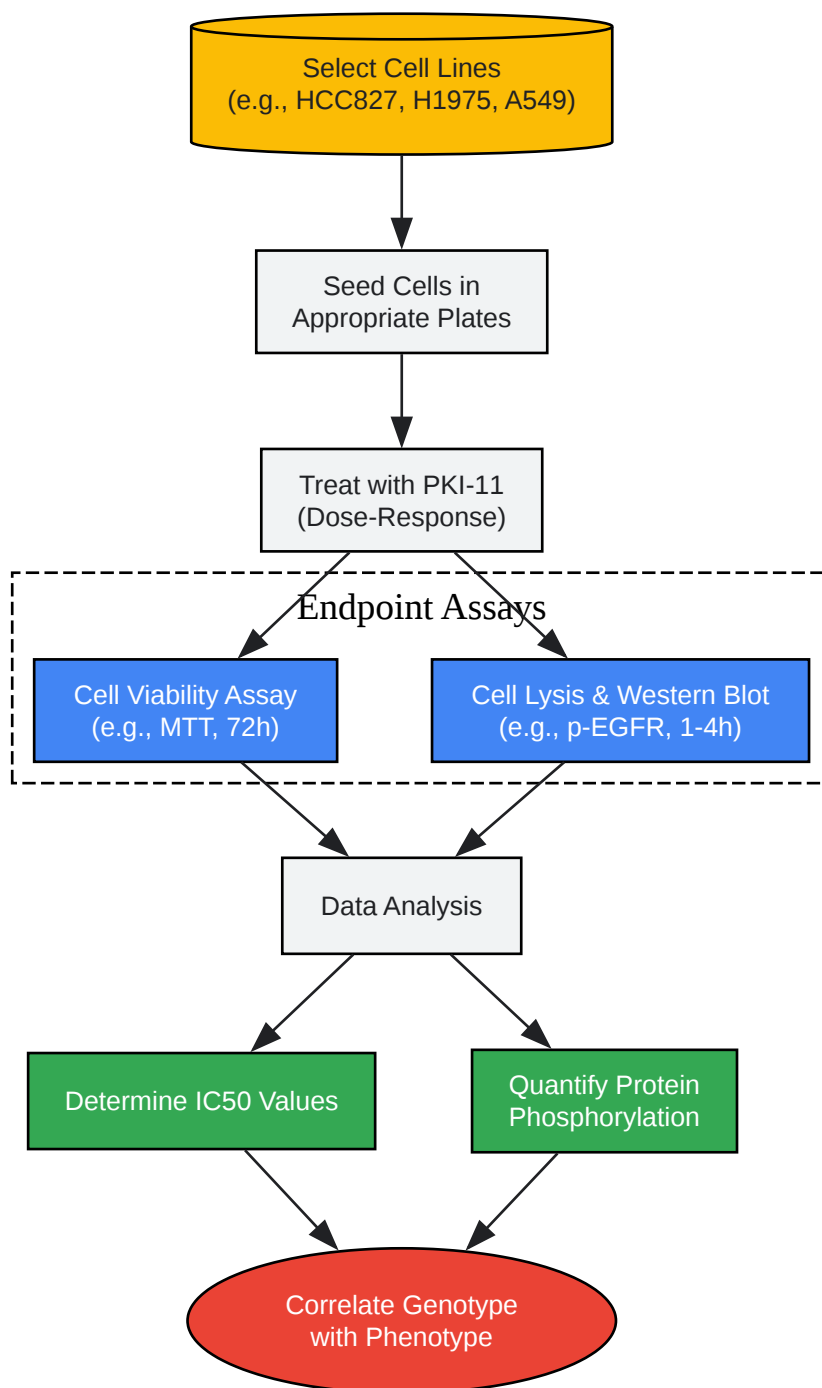 Select Cell Lines
(e.g., HCC827, H1975, A549)
Seed Cells in
Appropriate Plates
Treat with PKI-11
(Dose-Response)
Endpoint Assays
Cell Viability Assay
(e.g., MTT, 72h)
Cell Lysis & Western Blot
(e.g., p-EGFR, 1-4h)
Data Analysis
Determine IC50 Values
Quantify Protein
Phosphorylation
Correlate Genotype
with Phenotype